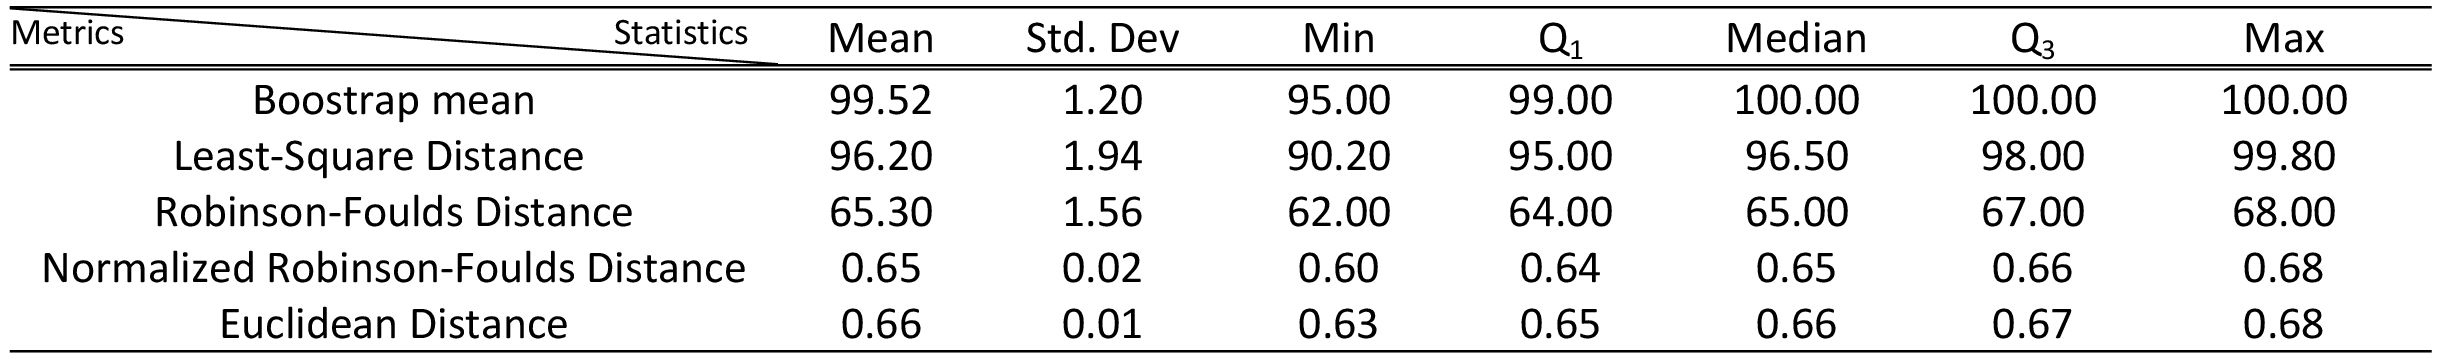 Metrics Statistics Mean Std. Dev Min Q₁ Median Q₃ Max
Boostrap mean 99.52 1.20 95.00 99.00 100.00 100.00 100.00
Least-Square Distance 96.20 1.94 90.20 95.00 96.50 98.00 99.80
Robinson-Foulds Distance 65.30 1.56 62.00 64.00 65.00 67.00 68.00
Normalized Robinson-Foulds Distance 0.65 0.02 0.60 0.64 0.65 0.66 0.68
Euclidean Distance 0.66 0.01 0.63 0.65 0.66 0.67 0.68